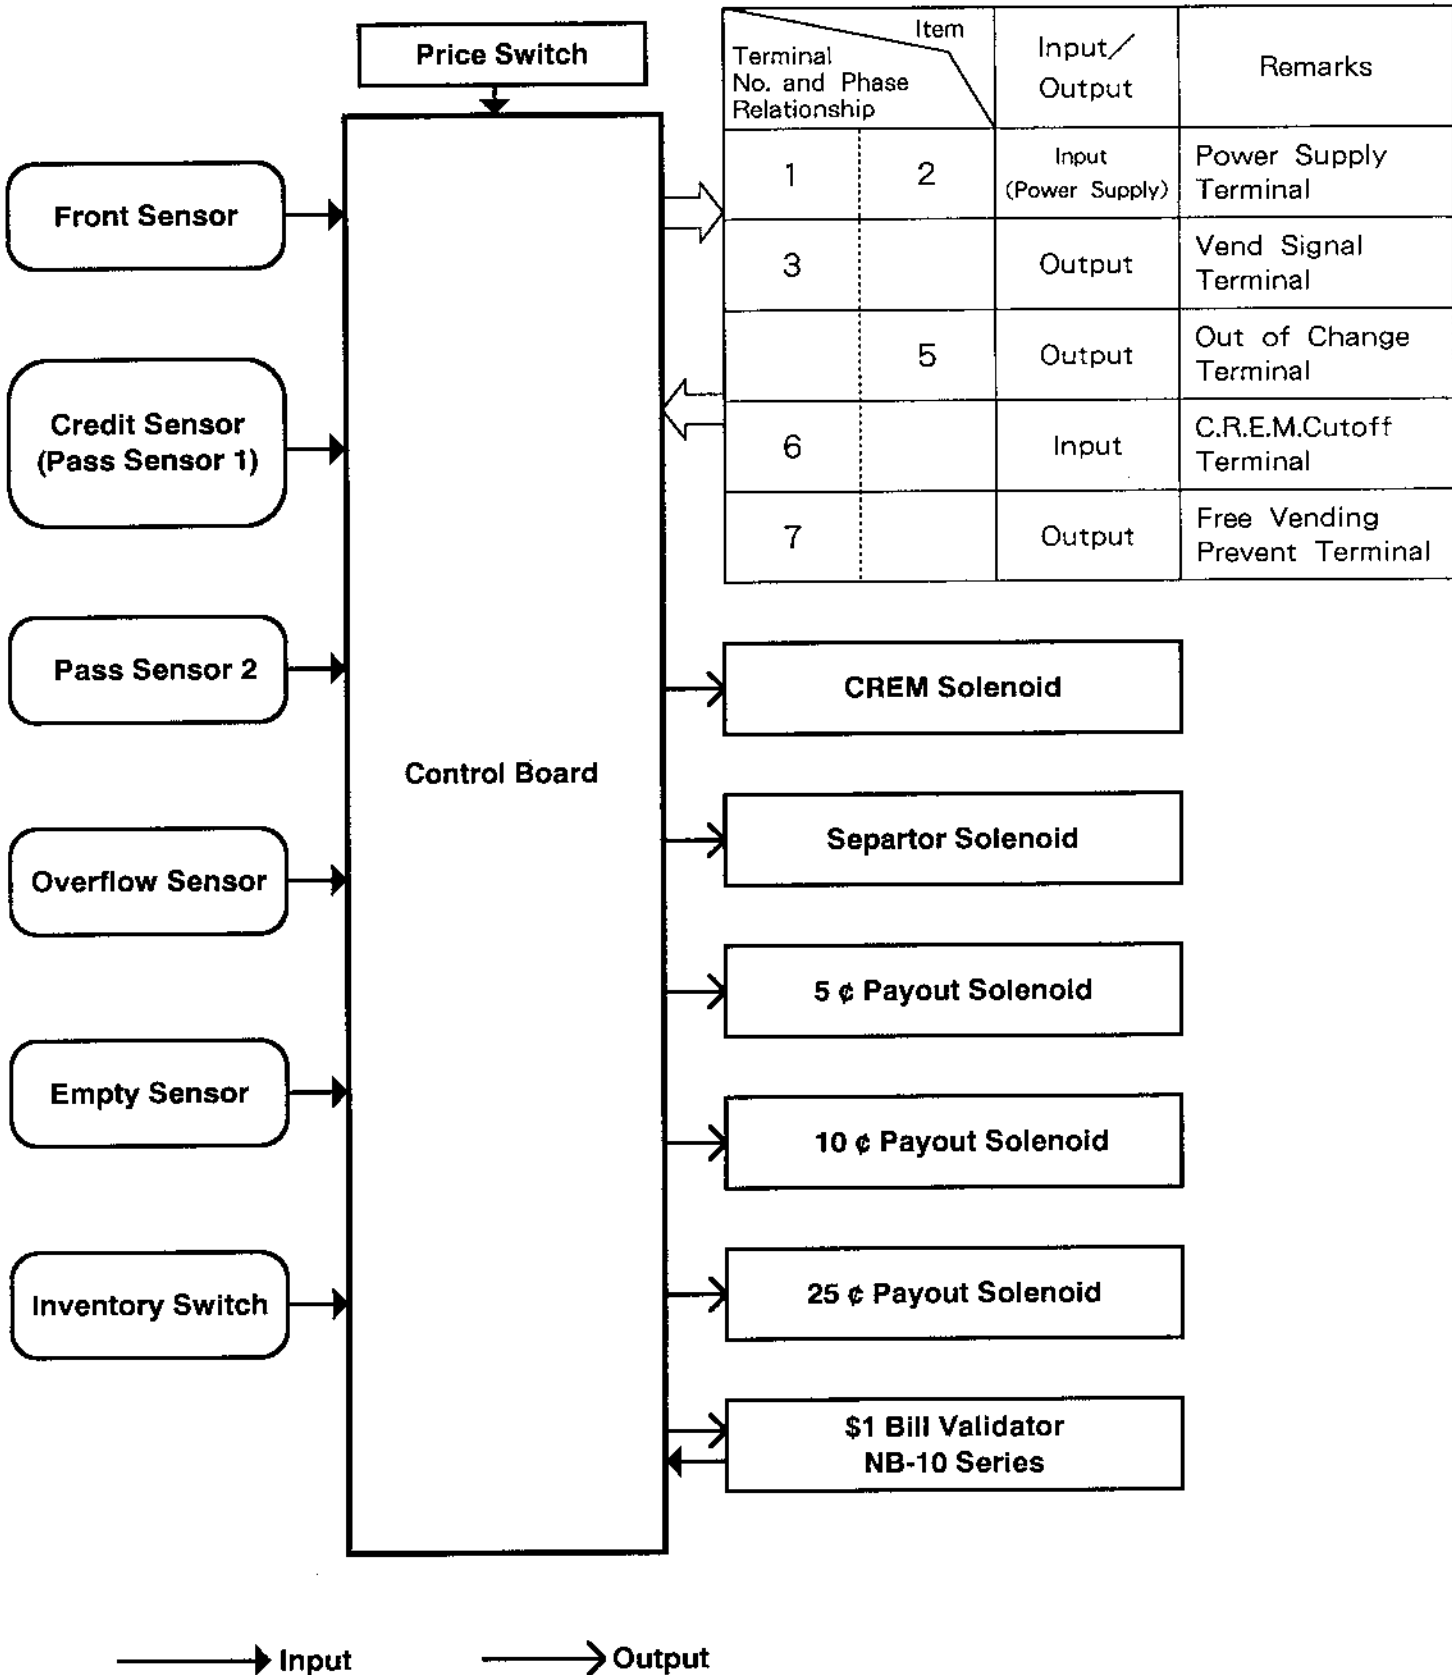 Price Switch
Front Sensor
Credit Sensor
(Pass Sensor 1)
Pass Sensor 2
Overflow Sensor
Empty Sensor
Inventory Switch
Control Board
Item
Terminal
No. and Phase
Relationship
Input/
Output
Remarks
1
2
Input
(Power Supply)
Power Supply
Terminal
3
Output
Vend Signal
Terminal
5
Output
Out of Change
Terminal
6
Input
C.R.E.M.Cutoff
Terminal
7
Output
Free Vending
Prevent Terminal
CREM Solenoid
Separtor Solenoid
5 ¢ Payout Solenoid
10 ¢ Payout Solenoid
25 ¢ Payout Solenoid
$1 Bill Validator
NB-10 Series
Input
Output